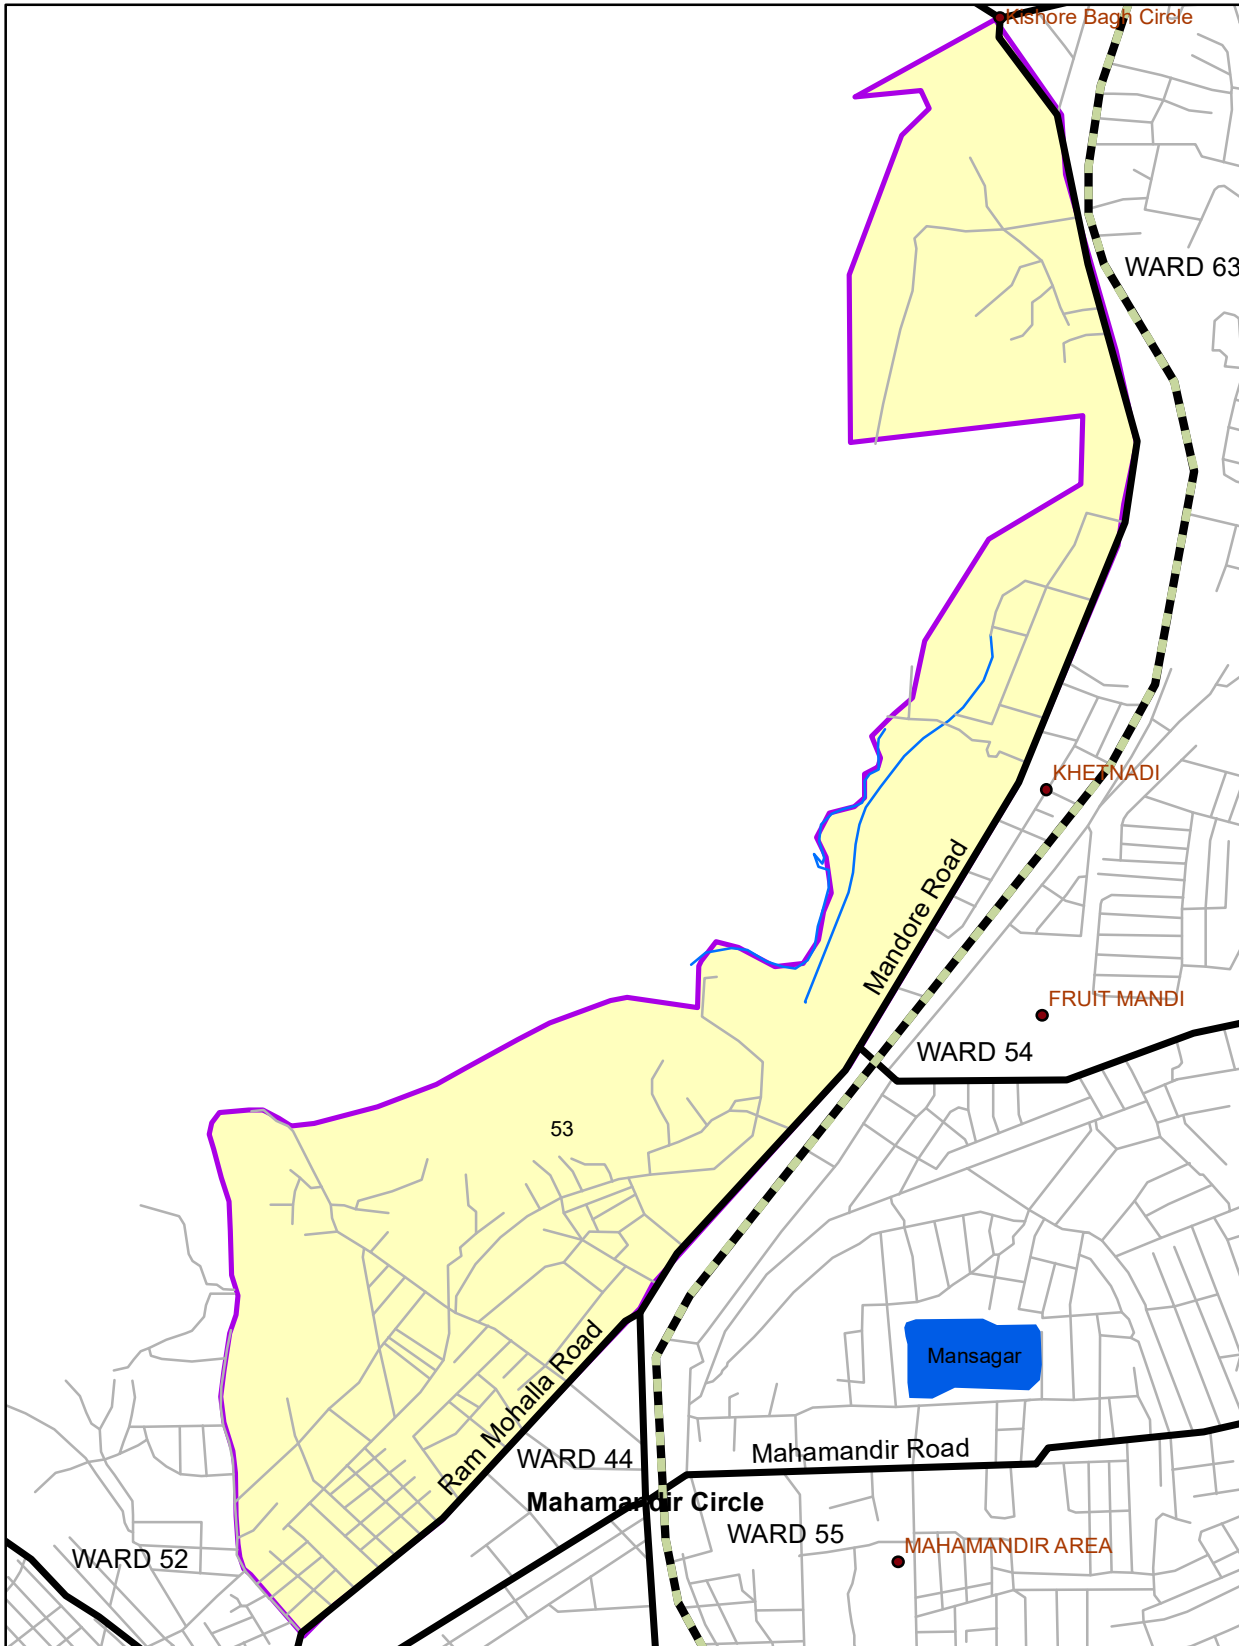 Kishore Bagh Circle
WARD 63
KHETNADI
Mandore Road
FRUIT MANDI
WARD 54
53
Mansagar
Ram Mohalla Road
Mahamandir Road
WARD 44
Mahamandir Circle
WARD 55
MAHAMANDIR AREA
WARD 52